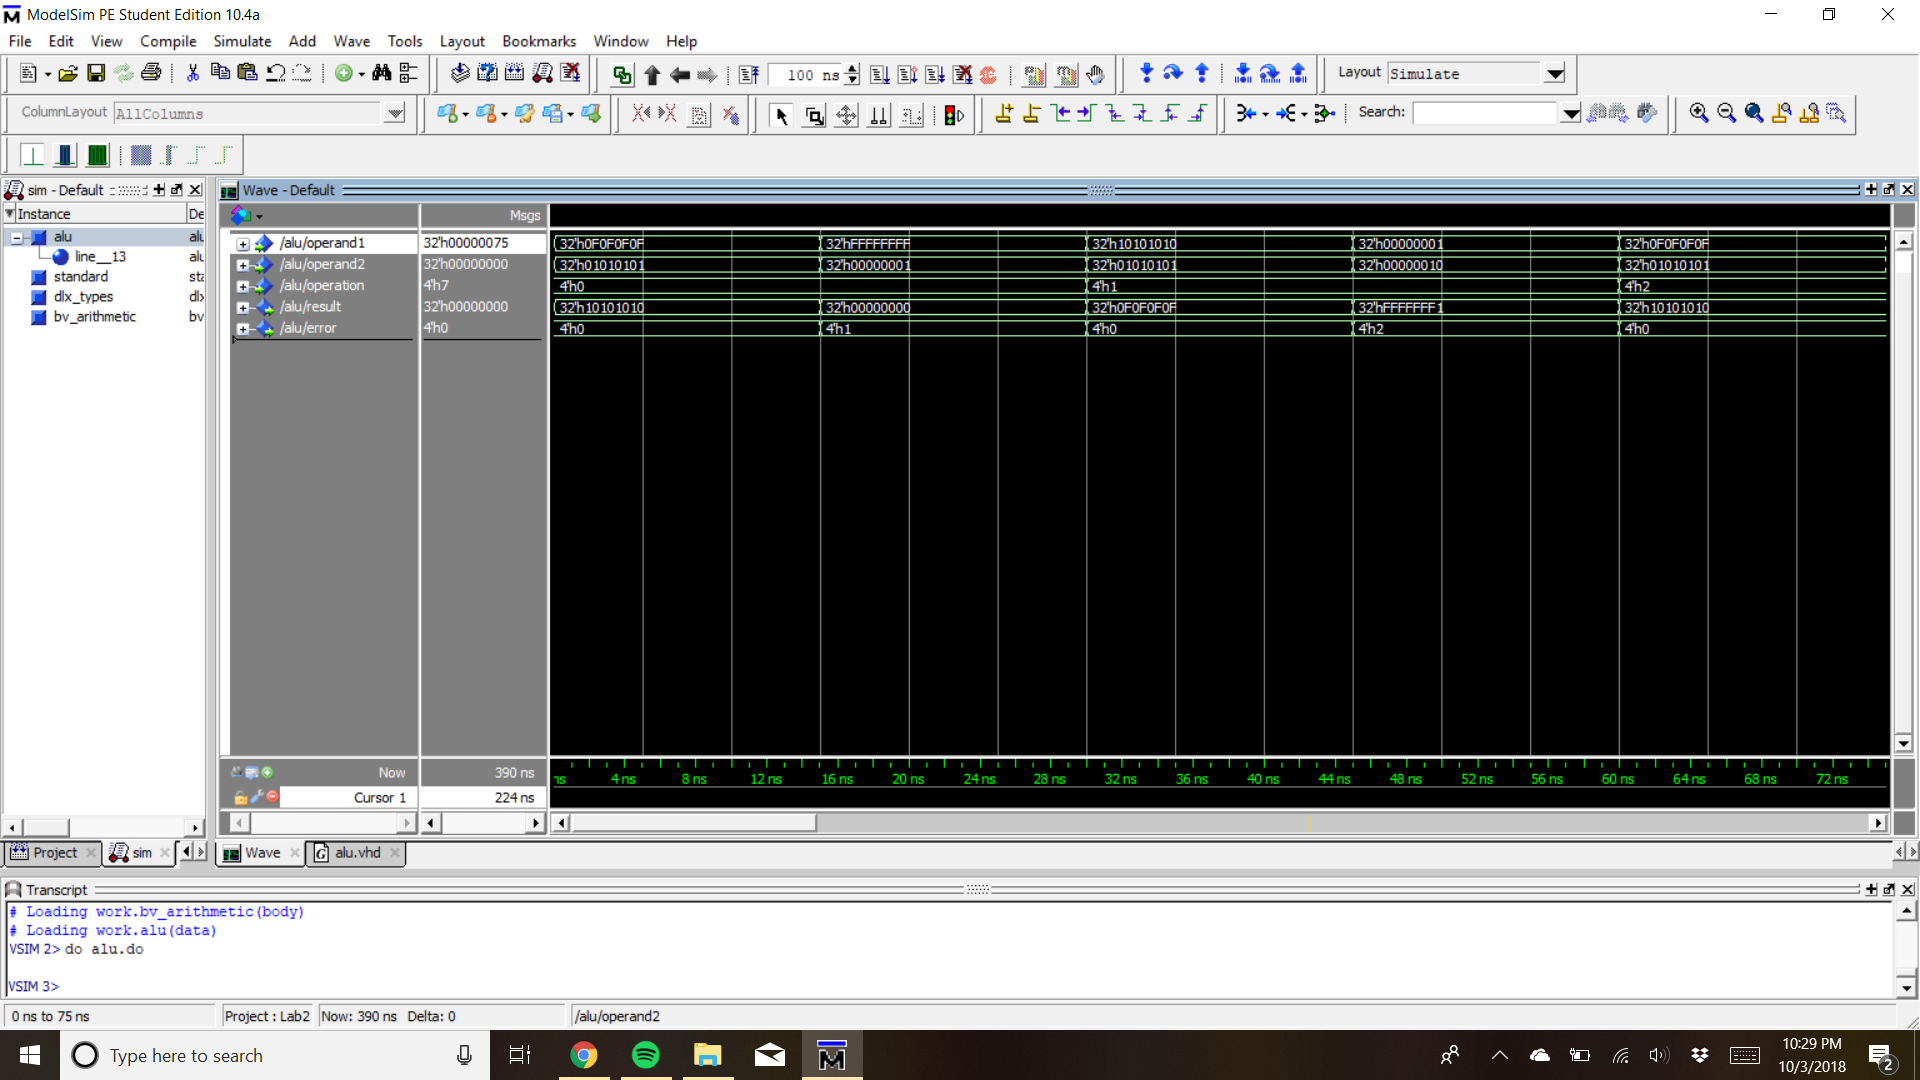 ModelSim PE Student Edition 10.4a
File Edit View Compile Simulate Add Wave Tools Layout Bookmarks Window Help
100 ns
Layout Simulate
ColumnLayout AllColumns
Search:
sim - Default
Wave - Default
Instance De
Msgs
alu alu
line__13 alu
standard sta
dlx_types dlx
bv_arithmetic bv
/alu/operand1 32'h00000075 32'h0F0F0F0F 32'hFFFFFFFF 32'h10101010 32'h00000001 32'h0F0F0F0F
/alu/operand2 32'h00000000 32'h01010101 32'h00000001 32'h01010101 32'h00000010 32'h01010101
/alu/operation 4'h7 4'h0 4'h1 4'h2
/alu/result 32'h00000000 32'h10101010 32'h00000000 32'h0F0F0F0F 32'hFFFFFFF1 32'h10101010
/alu/error 4'h0 4'h0 4'h1 4'h0 4'h2 4'h0
Now 390 ns
ns 4 ns 8 ns 12 ns 16 ns 20 ns 24 ns 28 ns 32 ns 36 ns 40 ns 44 ns 48 ns 52 ns 56 ns 60 ns 64 ns 68 ns 72 ns
Cursor 1 224 ns
Project sim
Wave alu.vhd
Transcript
# Loading work.bv_arithmetic(body)
# Loading work.alu(data)
VSIM 2> do alu.do
VSIM 3>
0 ns to 75 ns Project : Lab2 Now: 390 ns Delta: 0 /alu/operand2
Type here to search
10:29 PM
10/3/2018
2